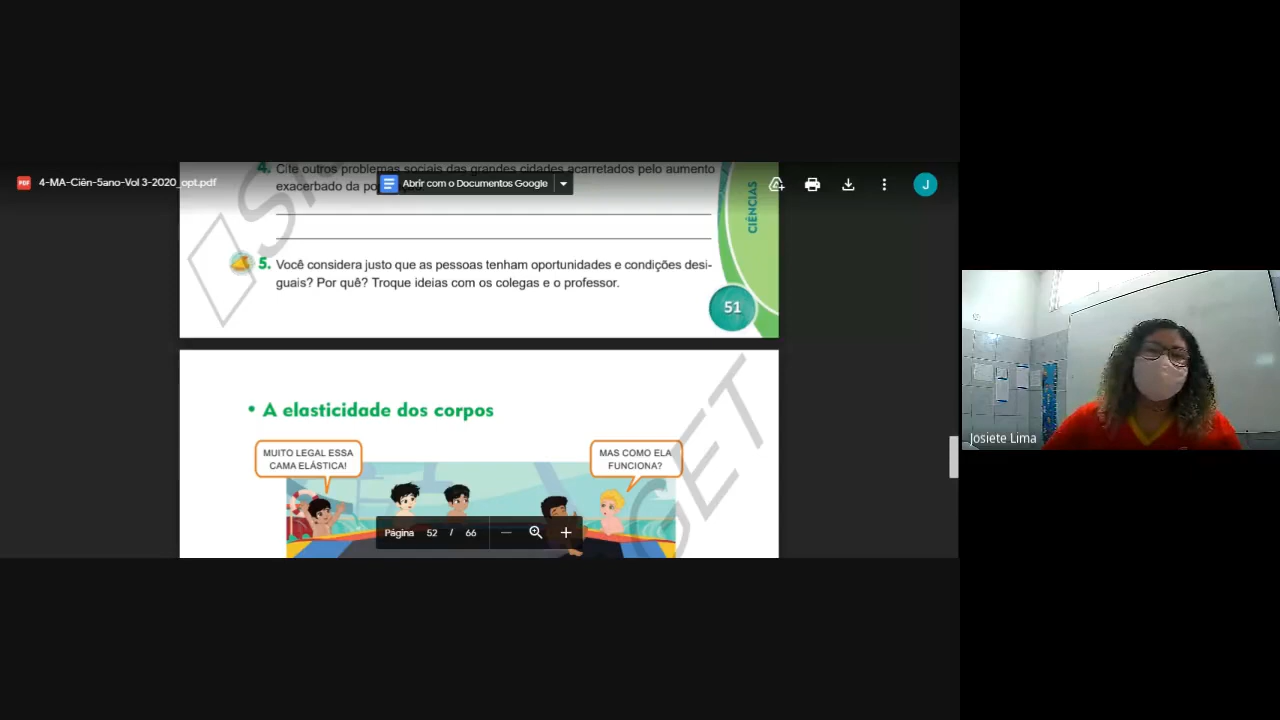 4. Cite outros problemas sociais das grandes cidades acarretados pelo aumento
4-MA-Ciên-5ano-Vol 3-2020_opt.pdf
Abrir com o Documentos Google
exacerbado da
CIÊNCIAS
J
5. Você considera justo que as pessoas tenham oportunidades e condições desi-
guais? Por quê? Troque ideias com os colegas e o professor.
51
• A elasticidade dos corpos
MUITO LEGAL ESSA
CAMA ELÁSTICA!
MAS COMO ELA
FUNCIONA?
Página 52 / 66
Josiete Lima